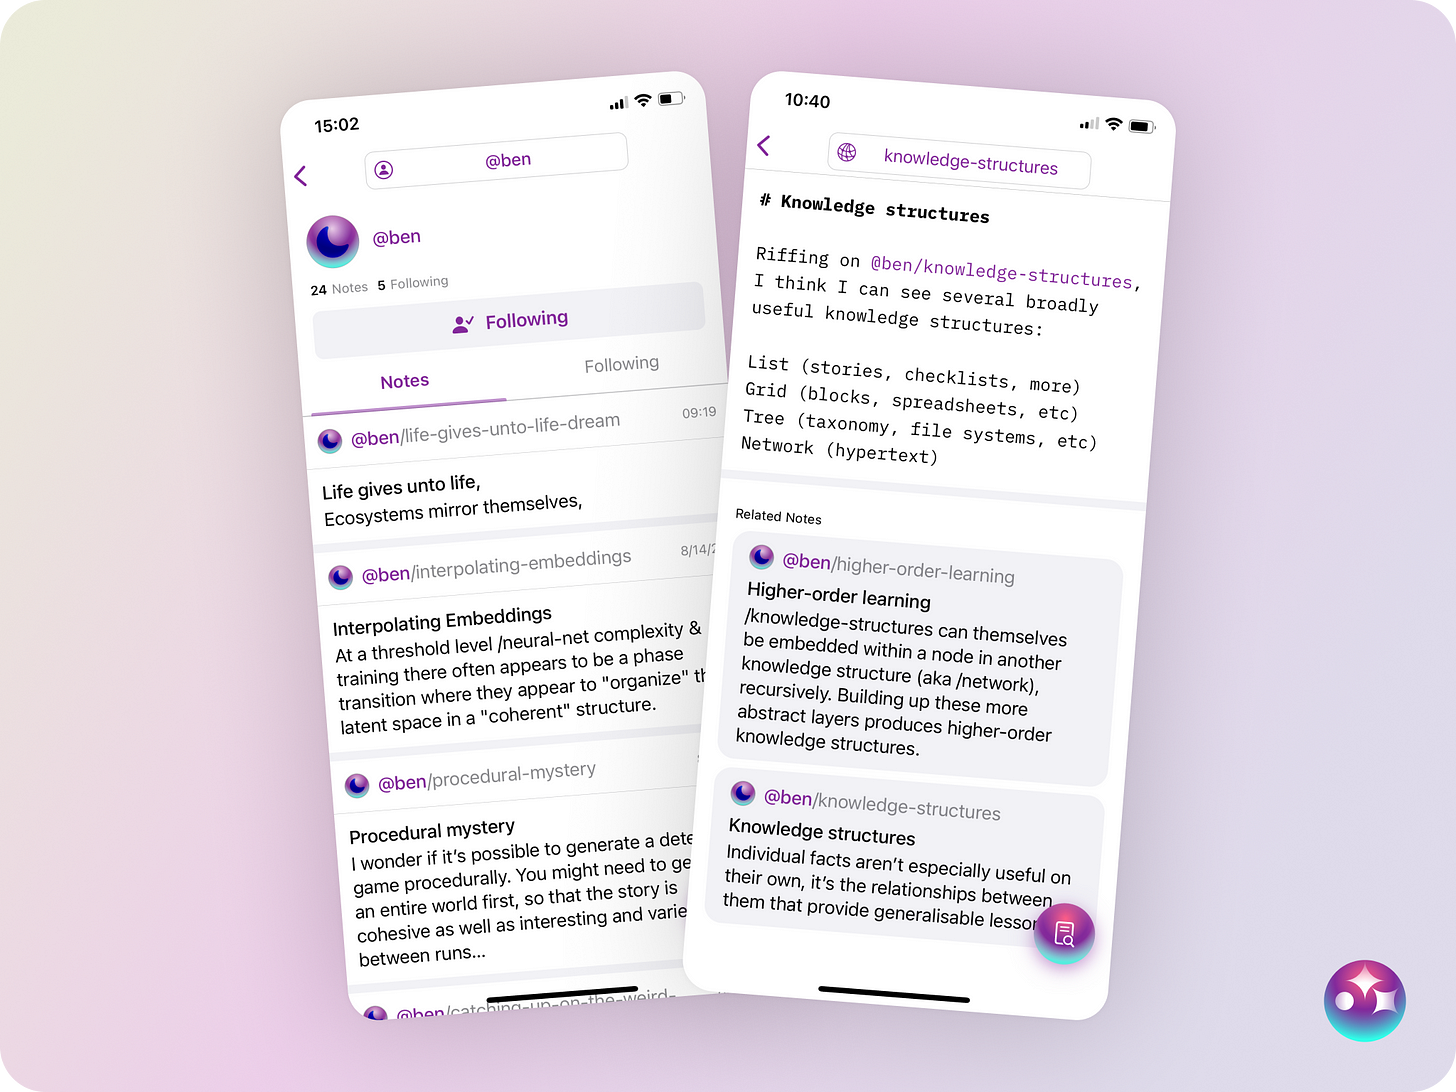 15:02
@ben
@ben
24 Notes 5 Following
Following
Notes Following
@ben/life-gives-unto-life-dream 09:19
Life gives unto life,
Ecosystems mirror themselves,
@ben/interpolating-embeddings 8/14/2
Interpolating Embeddings
At a threshold level /neural-net complexity &
training there often appears to be a phase
transition where they appear to "organize" th
latent space in a "coherent" structure.
@ben/procedural-mystery
Procedural mystery
I wonder if it’s possible to generate a dete
game procedurally. You might need to ge
an entire world first, so that the story is
cohesive as well as interesting and varie
between runs...
@ben/catching-up-on-the-weird-
10:40
knowledge-structures
# Knowledge structures
Riffing on @ben/knowledge-structures,
I think I can see several broadly
useful knowledge structures:
List (stories, checklists, more)
Grid (blocks, spreadsheets, etc)
Tree (taxonomy, file systems, etc)
Network (hypertext)
Related Notes
@ben/higher-order-learning
Higher-order learning
/knowledge-structures can themselves
be embedded within a node in another
knowledge structure (aka /network),
recursively. Building up these more
abstract layers produces higher-order
knowledge structures.
@ben/knowledge-structures
Knowledge structures
Individual facts aren’t especially useful on
their own, it’s the relationships between
them that provide generalisable lesson